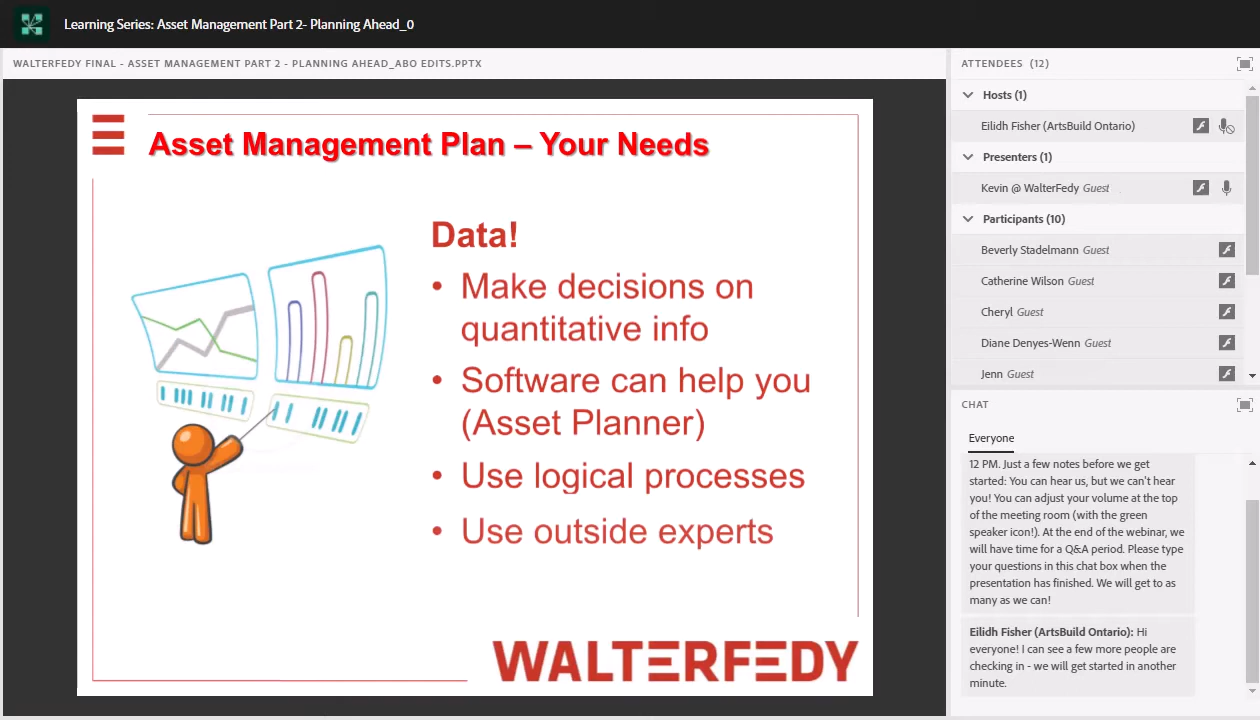 Learning Series: Asset Management Part 2- Planning Ahead_0
WALTERFEDY FINAL - ASSET MANAGEMENT PART 2 - PLANNING AHEAD_ABO EDITS.PPTX
Asset Management Plan – Your Needs
Data!
• Make decisions on
quantitative info
• Software can help you
(Asset Planner)
• Use logical processes
• Use outside experts
WALTERFEDY
ATTENDEES (12)
Hosts (1)
Eilidh Fisher (ArtsBuild Ontario)
Presenters (1)
Kevin @ WalterFedy Guest
Participants (10)
Beverly Stadelmann Guest
Catherine Wilson Guest
Cheryl Guest
Diane Denyes-Wenn Guest
Jenn Guest
CHAT
Everyone
12 PM. Just a few notes before we get
started: You can hear us, but we can't hear
you! You can adjust your volume at the top
of the meeting room (with the green
speaker icon!). At the end of the webinar, we
will have time for a Q&A period. Please type
your questions in this chat box when the
presentation has finished. We will get to as
many as we can!
Eilidh Fisher (ArtsBuild Ontario): Hi
everyone! I can see a few more people are
checking in - we will get started in another
minute.